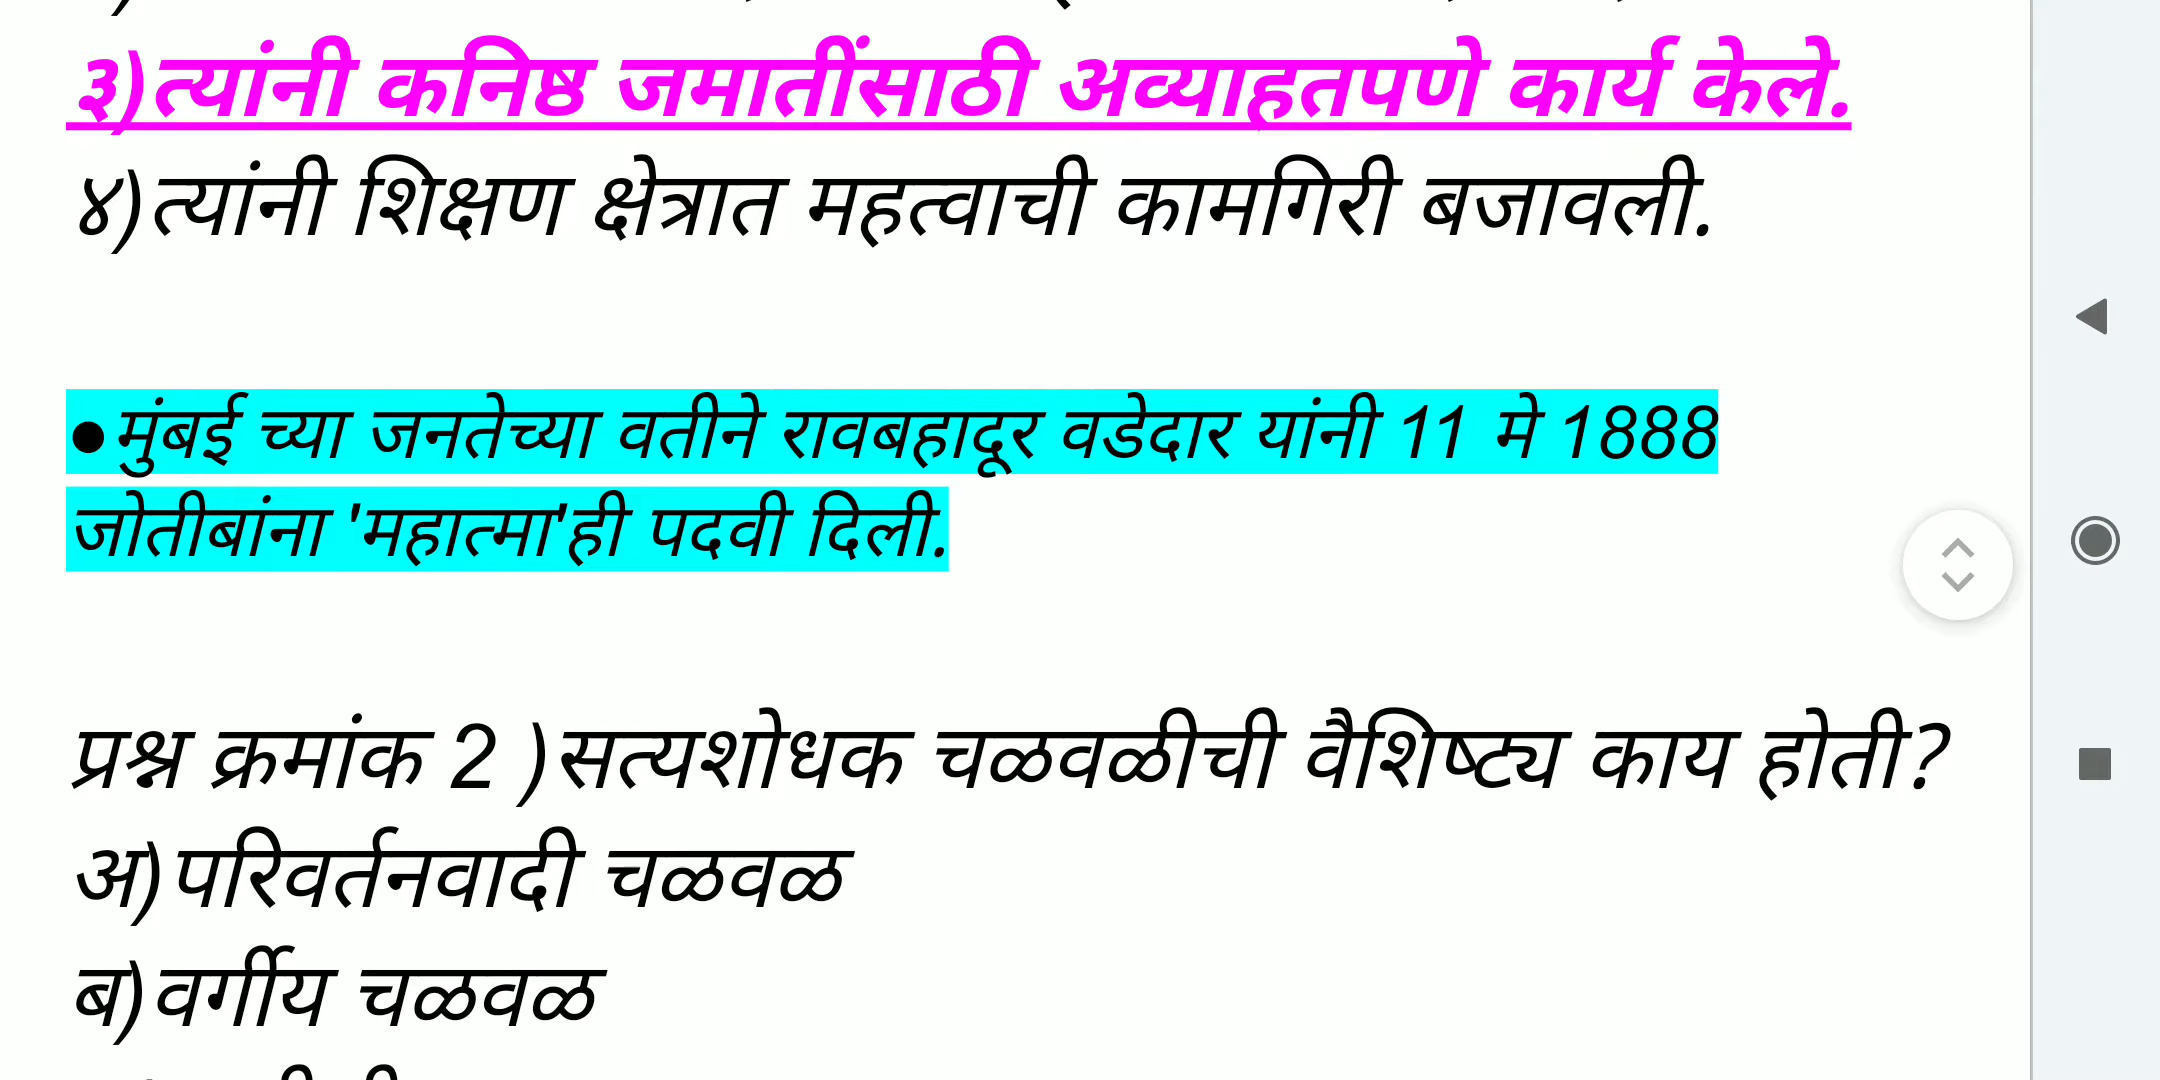 ३)त्यांनी कनिष्ठ जमातींसाठी अव्याहतपणे कार्य केले.
४)त्यांनी शिक्षण क्षेत्रात महत्वाची कामगिरी बजावली.
●मुंबई च्या जनतेच्या वतीने रावबहादूर वडेदार यांनी 11 मे 1888
जोतीबांना 'महात्मा'ही पदवी दिली.
प्रश्न क्रमांक 2 )सत्यशोधक चळवळीची वैशिष्ट्य काय होती?
अ)परिवर्तनवादी चळवळ
ब)वर्गीय चळवळ